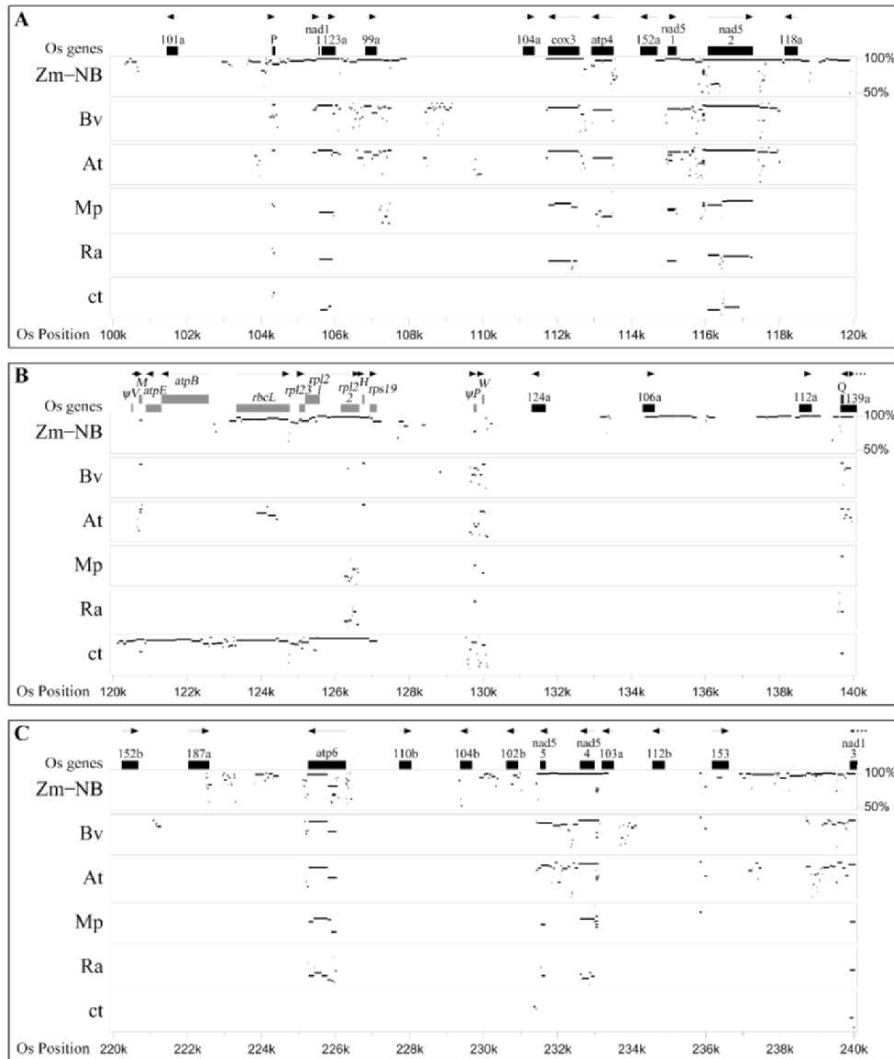 A
nad1 nad5 nad5
Os genes 101a P 1123a 99a 104a cox3 atp4 152a 1 2 118a
Zm−NB 100%
50%
Bv
At
Mp
Ra
ct
Os Position 100k 102k 104k 106k 108k 110k 112k 114k 116k 118k 120k
B
M atpB rpl2 H
ψV atpE rbcL rpl23 1 rpl2 rps19 ψP W Q
Os genes 2 124a 106a 112a 139a
Zm−NB 100%
50%
Bv
At
Mp
Ra
ct
Os Position 120k 122k 124k 126k 128k 130k 132k 134k 136k 138k 140k
C
nad5 nad5 nad1
Os genes 152b 187a atp6 110b 104b 102b 5 4 103a 112b 153 3
Zm−NB 100%
50%
Bv
At
Mp
Ra
ct
Os Position 220k 222k 224k 226k 228k 230k 232k 234k 236k 238k 240k